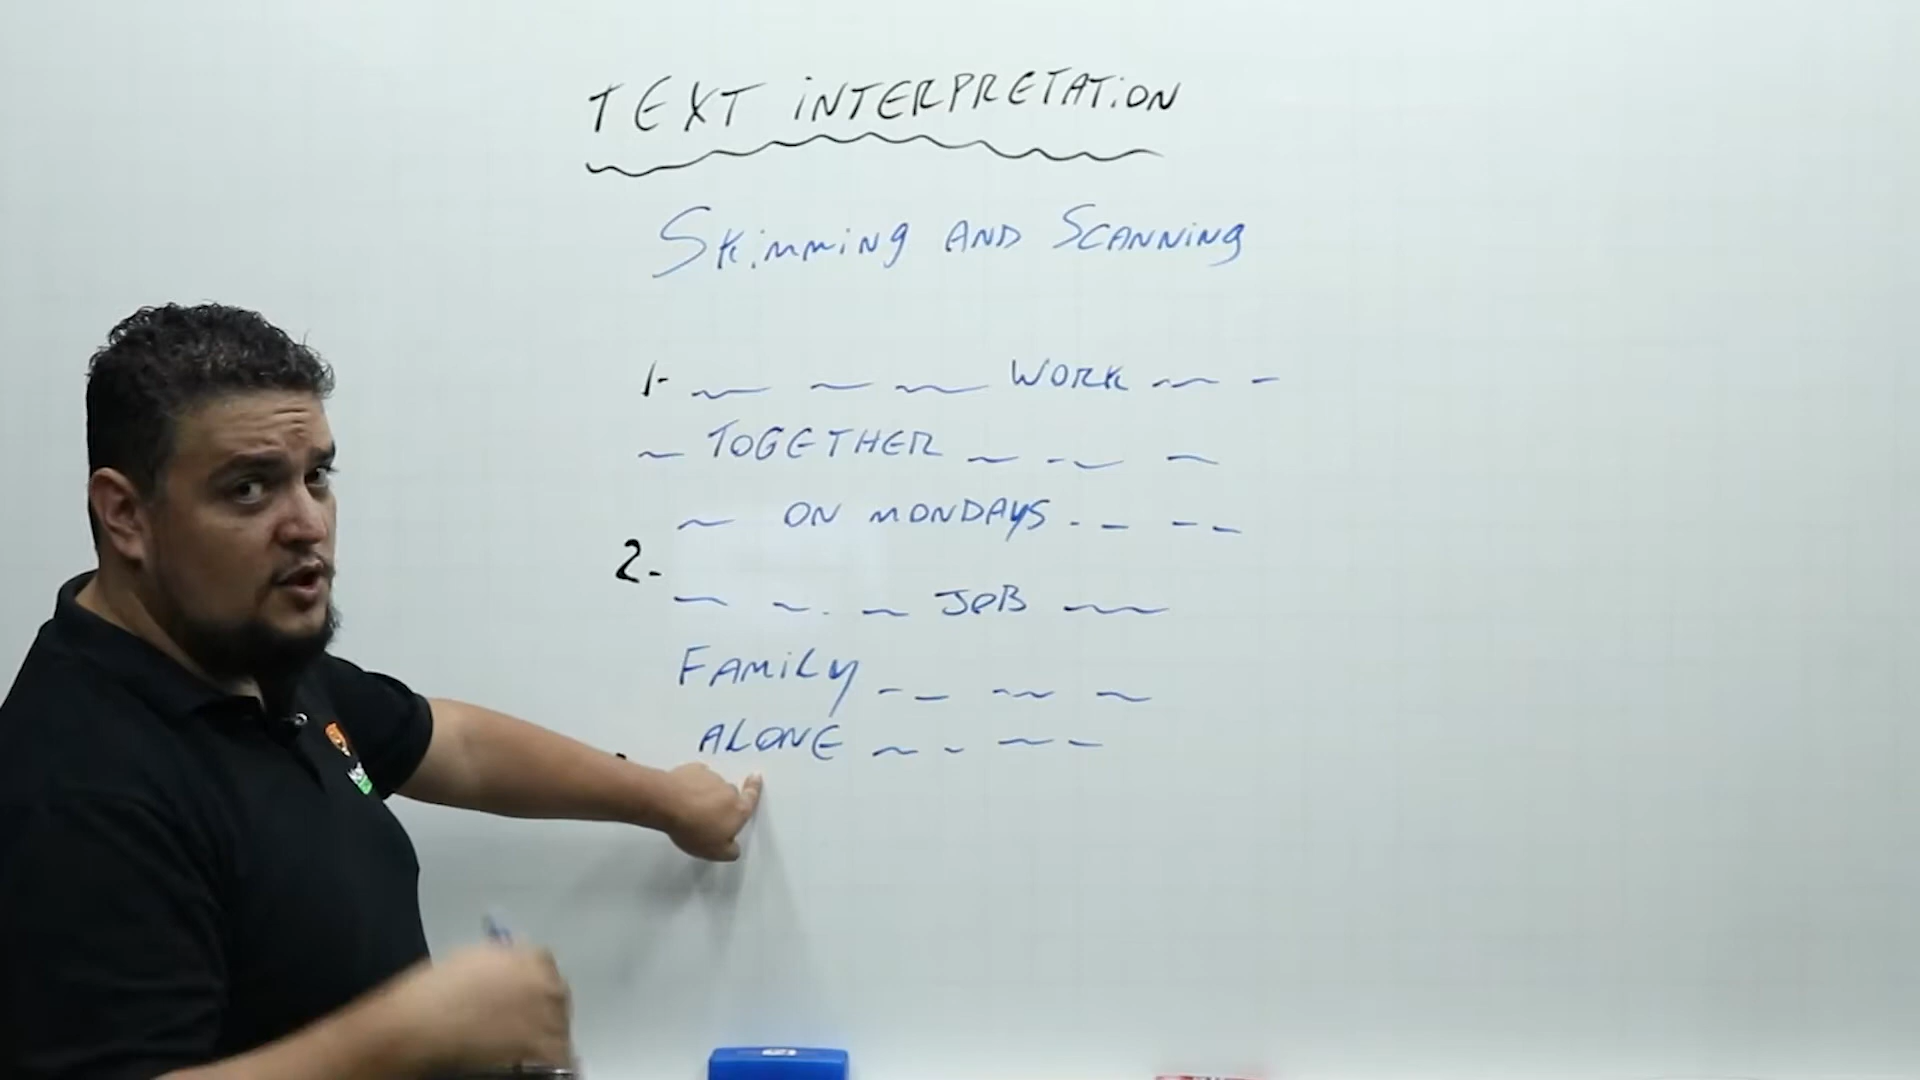 TEXT INTERPRETATION
Skimming AND SCANNING
1- WORK
TOGETHER
ON MONDAYS
2-
JOB
FAMILY
ALONE